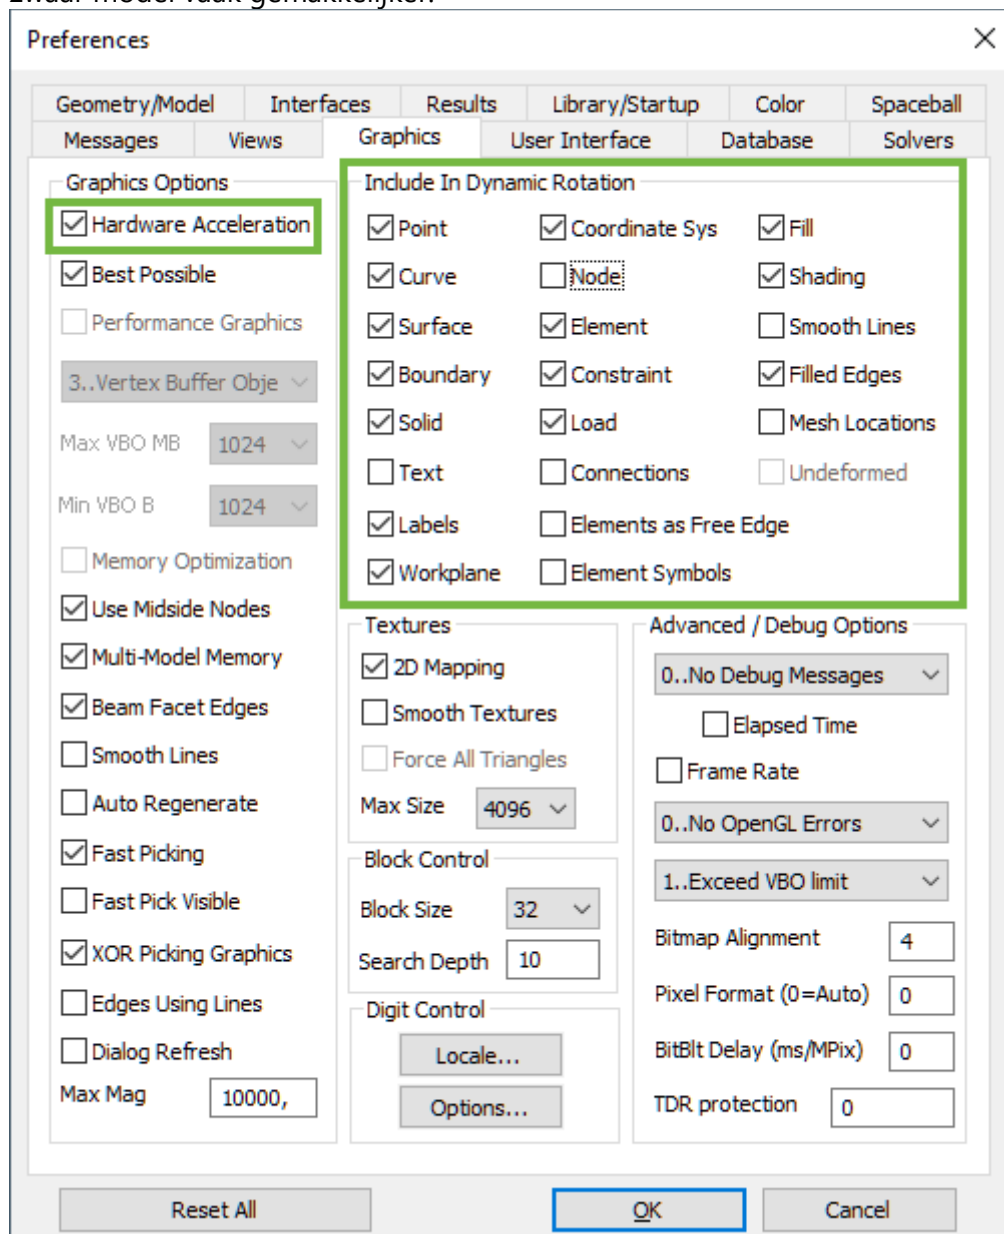 zwaar model vaak gemakkelijker.
Preferences
Geometry/Model Interfaces Results Library/Startup Color Spaceball
Messages Views Graphics User Interface Database Solvers
Graphics Options
Hardware Acceleration
Best Possible
Performance Graphics
3..Vertex Buffer Obje
Max VBO MB 1024
Min VBO B 1024
Memory Optimization
Use Midside Nodes
Multi-Model Memory
Beam Facet Edges
Smooth Lines
Auto Regenerate
Fast Picking
Fast Pick Visible
XOR Picking Graphics
Edges Using Lines
Dialog Refresh
Max Mag 10000,
Include In Dynamic Rotation
Point Coordinate Sys Fill
Curve Node Shading
Surface Element Smooth Lines
Boundary Constraint Filled Edges
Solid Load Mesh Locations
Text Connections Undeformed
Labels Elements as Free Edge
Workplane Element Symbols
Textures
2D Mapping
Smooth Textures
Force All Triangles
Max Size 4096
Block Control
Block Size 32
Search Depth 10
Digit Control
Locale...
Options...
Advanced / Debug Options
0..No Debug Messages
Elapsed Time
Frame Rate
0..No OpenGL Errors
1..Exceed VBO limit
Bitmap Alignment 4
Pixel Format (0=Auto) 0
BitBlt Delay (ms/MPix) 0
TDR protection 0
Reset All OK Cancel